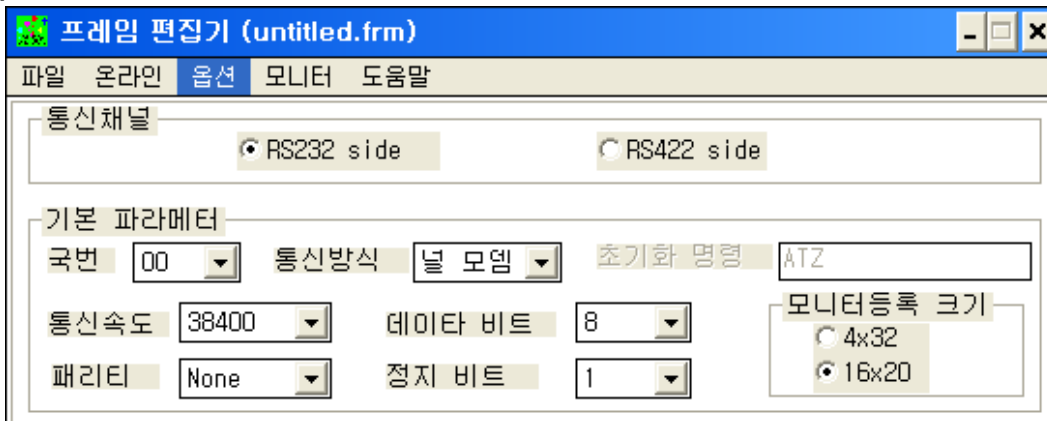 프레임 편집기 (untitled.frm)
파일 온라인 옵션 모니터 도움말
통신채널
RS232 side RS422 side
기본 파라메터
국번 00 통신방식 널 모뎀 초기화 명령 ATZ
통신속도 38400 데이타 비트 8 모니터등록 크기
4x32
패리티 None 정지 비트 1 16x20